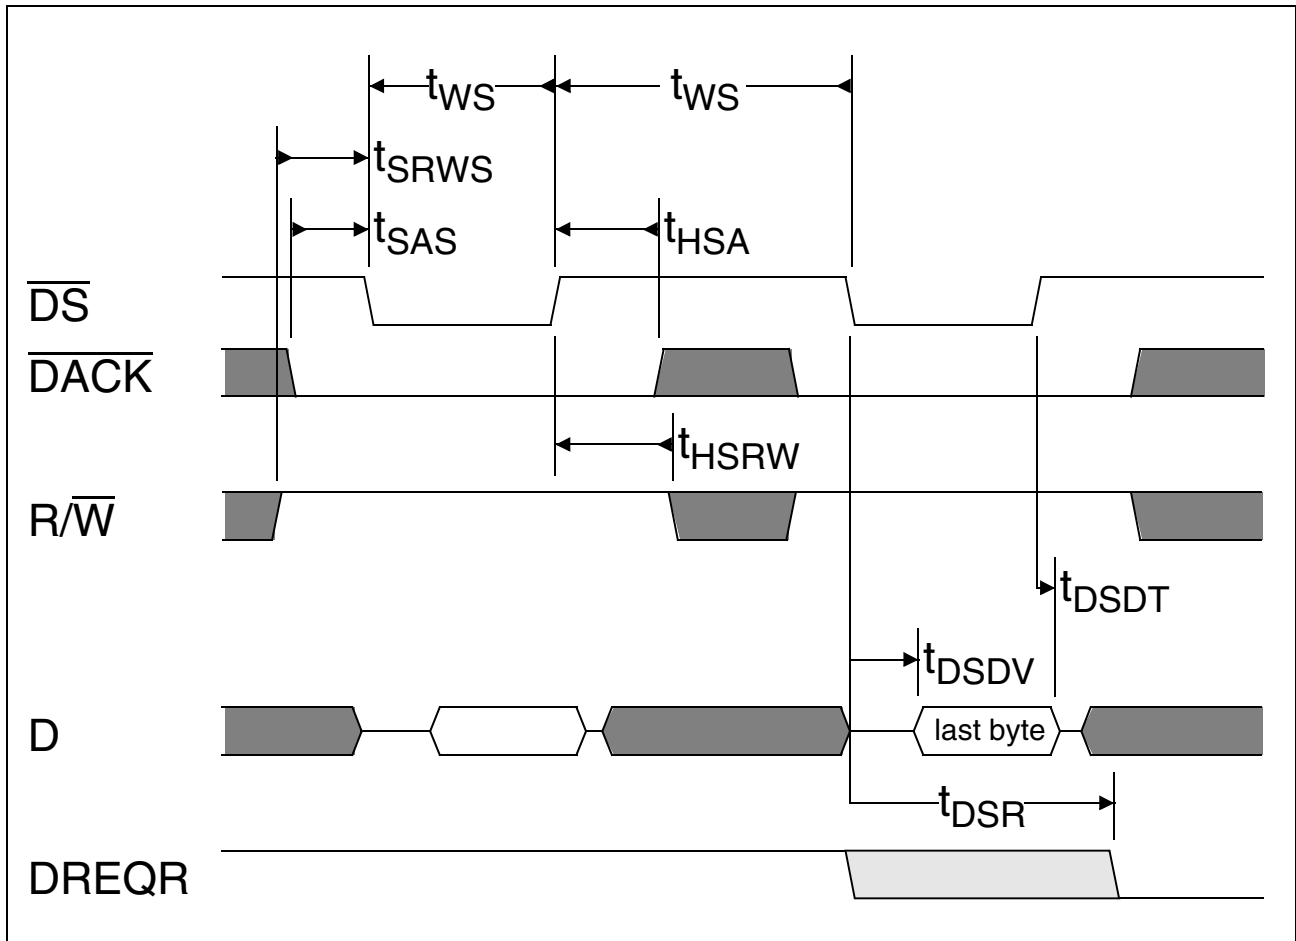 tWS tWS
tSRWS
tSAS tHSA
DS
DACK
tHSRW
R/W
tDSDT
tDSDV
D last byte
tDSR
DREQR